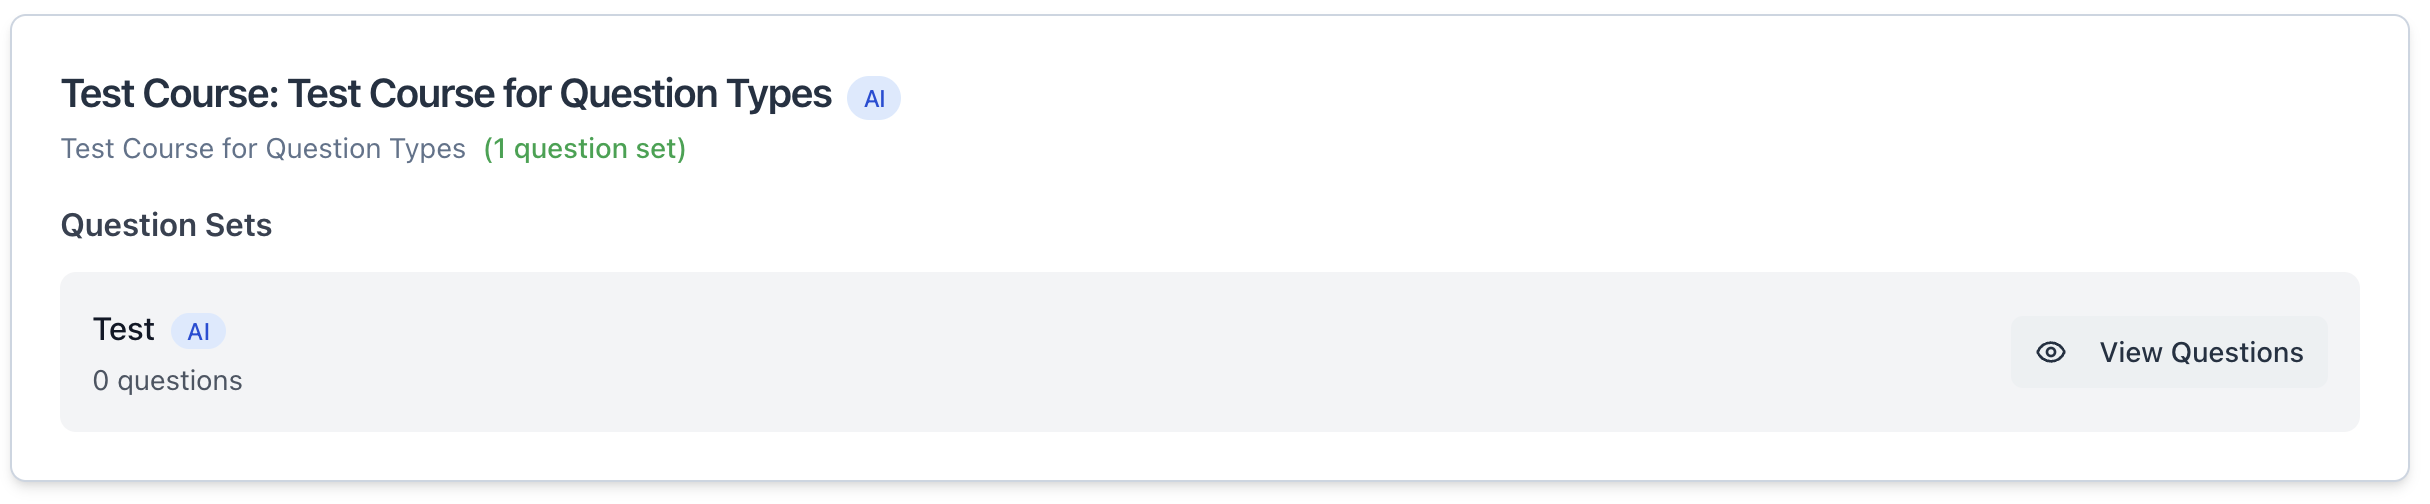 Test Course: Test Course for Question Types AI
Test Course for Question Types (1 question set)
Question Sets
Test AI
0 questions
View Questions